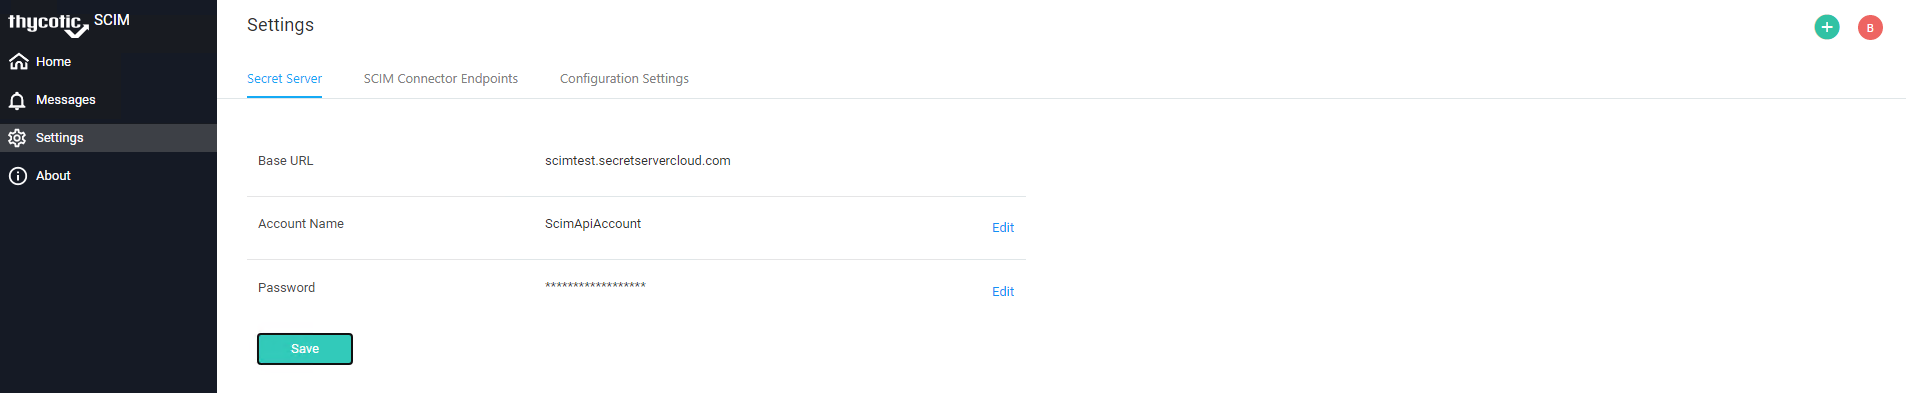 thycotic SCIM
Home
Messages
Settings
About
Settings
B
Secret Server SCIM Connector Endpoints Configuration Settings
Base URL scimtest.secretservercloud.com
Account Name ScimApiAccount Edit
Password ****************** Edit
Save